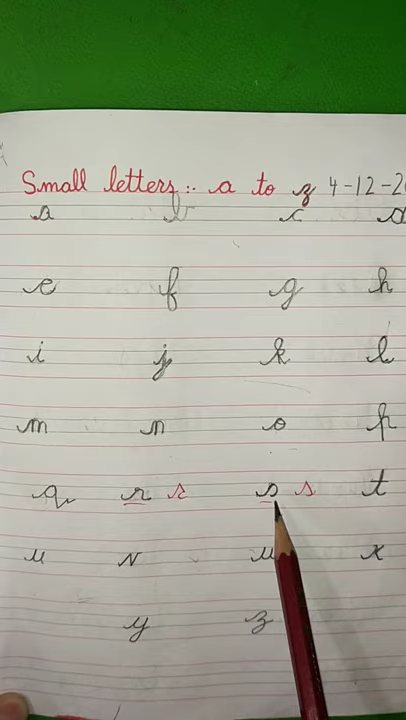 Small letters:. a to z 4-12-2
a b c d
e f g h
i j k l
m n o p
q r r s s t
u v w x
y z